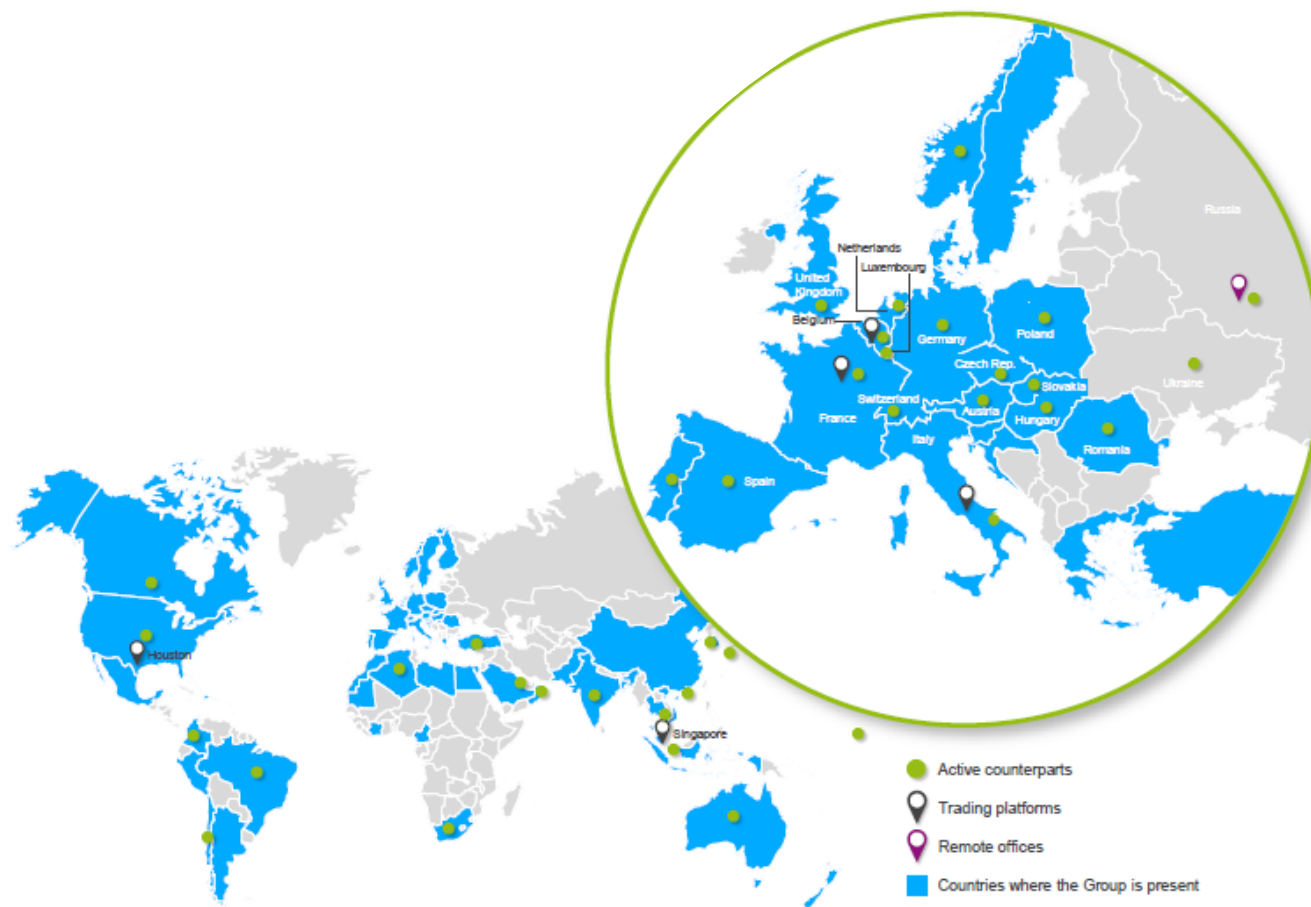 Russia
Netherlands
Luxembourg
United
Kingdom
Belgium
Germany
Poland
Czech Rep.
Slovakia
Ukraine
Switzerland
Austria
France
Hungary
Italy
Romania
Spain
Houston
Singapore
Active counterparts
Trading platforms
Remote offices
Countries where the Group is present